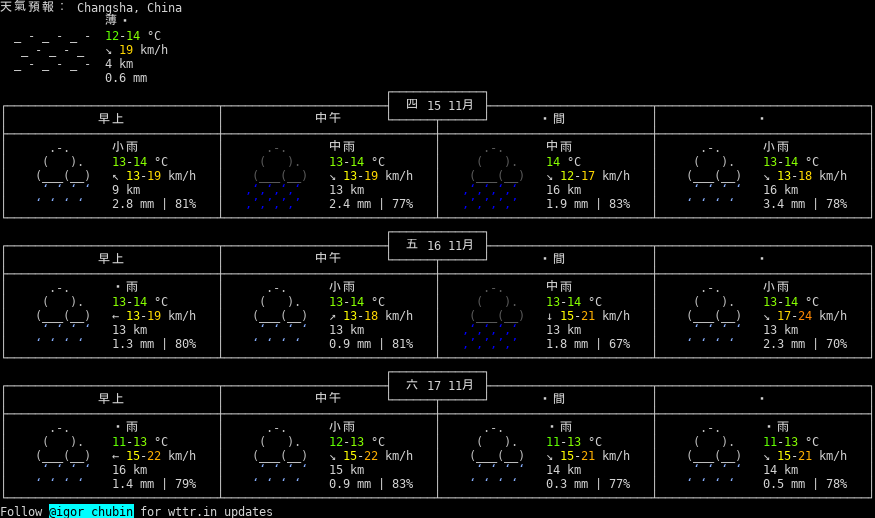 天氣預報： Changsha, China
薄・
12-14 °C
↘ 19 km/h
4 km
0.6 mm
四 15 11月
早上 中午 ・間 ・
小雨 中雨 中雨 小雨
13-14 °C 13-14 °C 14 °C 13-14 °C
↖ 13-19 km/h ↘ 13-19 km/h ↘ 12-17 km/h ↘ 13-18 km/h
9 km 13 km 16 km 16 km
2.8 mm | 81% 2.4 mm | 77% 1.9 mm | 83% 3.4 mm | 78%
五 16 11月
早上 中午 ・間 ・
・雨 小雨 中雨 小雨
13-14 °C 13-14 °C 13-14 °C 13-14 °C
← 13-19 km/h ↗ 13-18 km/h ↓ 15-21 km/h ↘ 17-24 km/h
13 km 13 km 13 km 13 km
1.3 mm | 80% 0.9 mm | 81% 1.8 mm | 67% 2.3 mm | 70%
六 17 11月
早上 中午 ・間 ・
・雨 小雨 ・雨 ・雨
11-13 °C 12-13 °C 11-13 °C 11-13 °C
← 15-22 km/h ↘ 15-22 km/h ↘ 15-21 km/h ↘ 15-21 km/h
16 km 15 km 14 km 14 km
1.4 mm | 79% 0.9 mm | 83% 0.3 mm | 77% 0.5 mm | 78%
Follow @igor_chubin for wttr.in updates